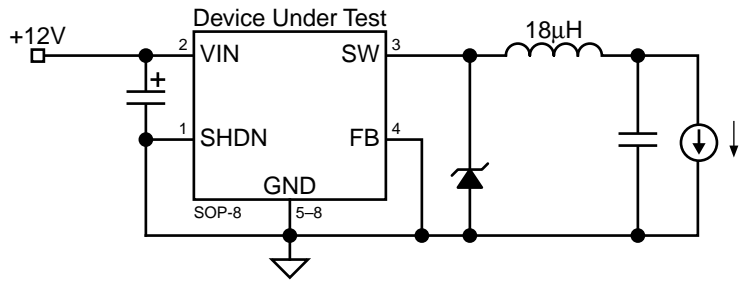 Device Under Test
+12V
2
VIN
SW
3
18µH
+
1
SHDN
FB
4
GND
SOP-8
5–8